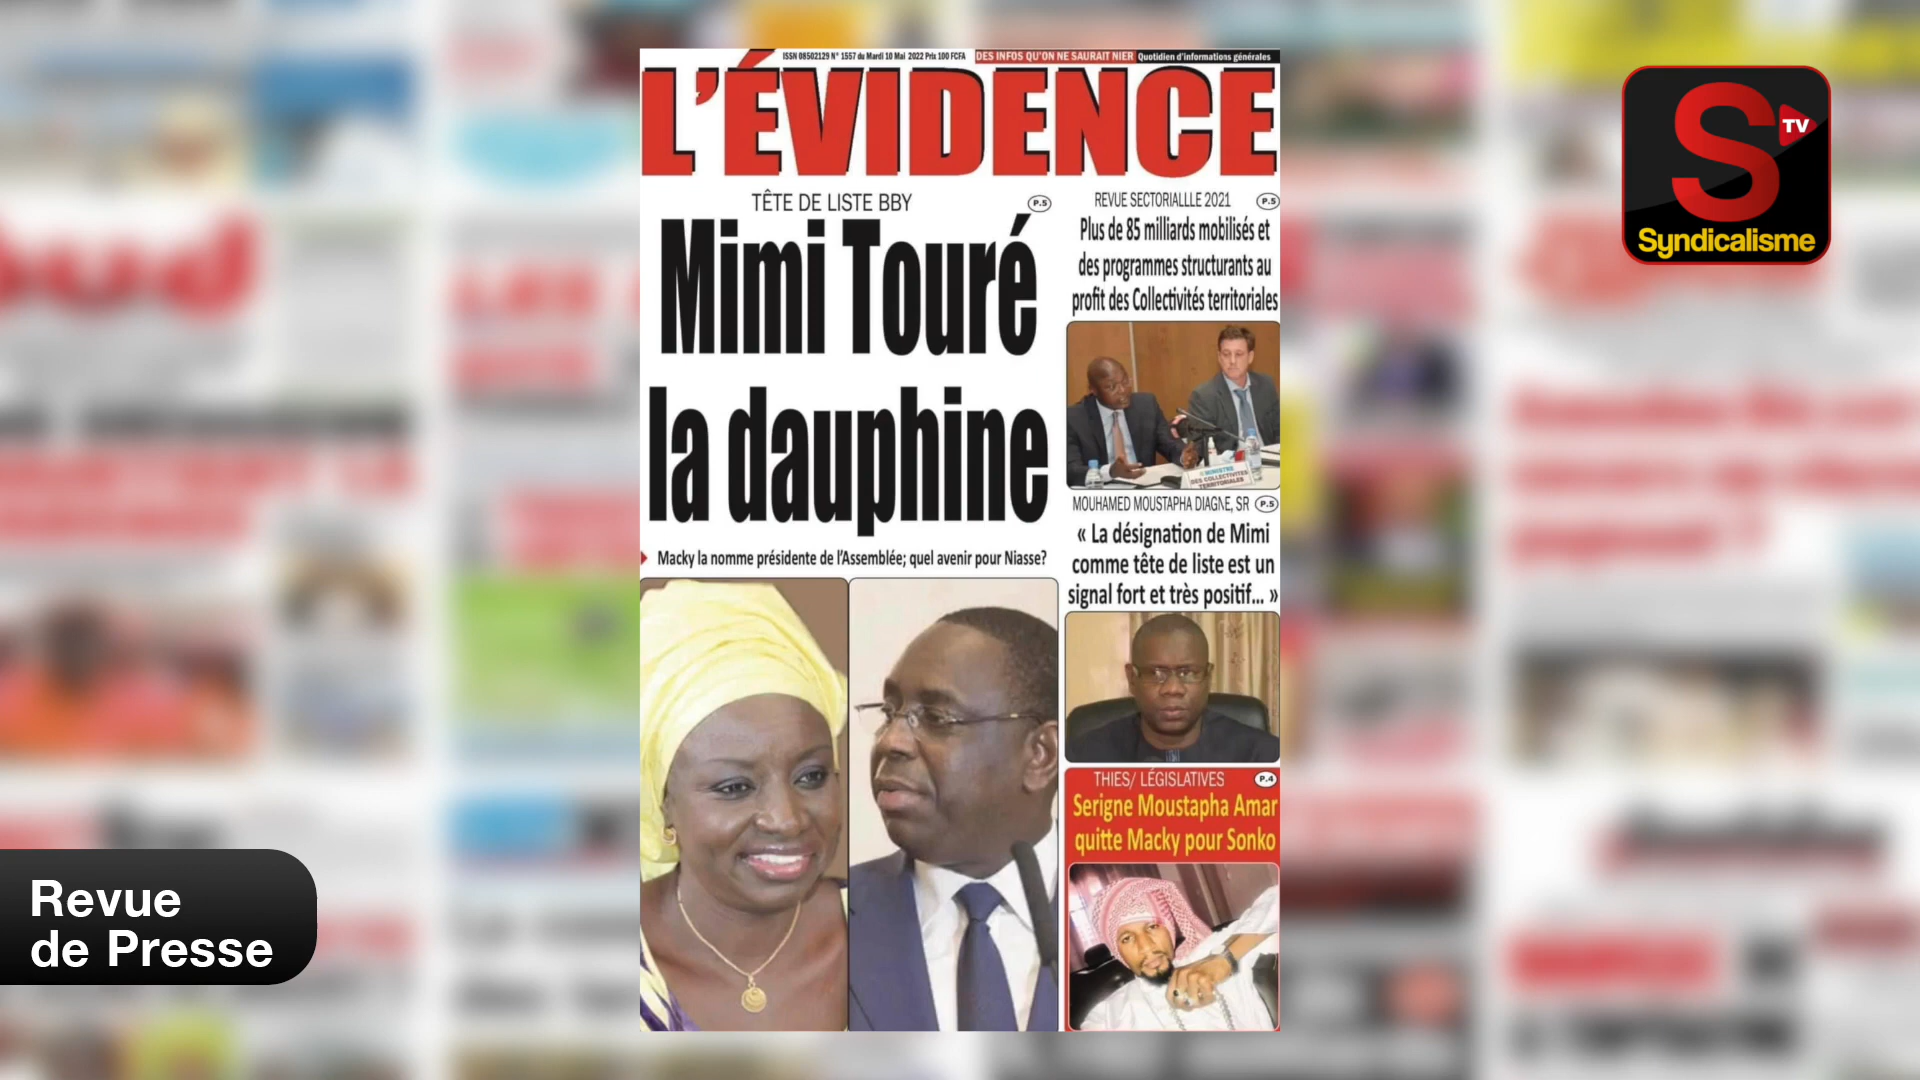 ISSN 08502129 N° 1557 du Mardi 10 Mai 2022 Prix 100 FCFA
DES INFOS QU'ON NE SAURAIT NIER
Quotidien d'informations générales
L'ÉVIDENCE
TÊTE DE LISTE BBY
P.5
Mimi Touré
la dauphine
Macky la nomme présidente de l'Assemblée; quel avenir pour Niasse?
REVUE SECTORIALLLE 2021
P.5
Plus de 85 milliards mobilisés et
des programmes structurants au
profit des Collectivités territoriales
MINISTRE
DES COLLECTIVITES
TERRITORIALES
MOUHAMED MOUSTAPHA DIAGNE, SR
P.5
« La désignation de Mimi
comme tête de liste est un
signal fort et très positif... »
THIES/ LÉGISLATIVES
P.4
Serigne Moustapha Amar
quitte Macky pour Sonko
S
TV
Syndicalisme
Revue
de Presse